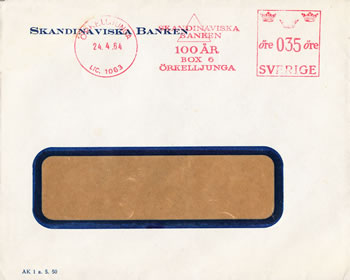 SKANDINAVISKA BANKEN
ÖRKELLJUNGA
24.4.64
LIC. 1063
SKANDINAVISKA
BANKEN
100 ÅR
BOX 6
ÖRKELLJUNGA
öre 035 öre
SVERIGE
AK 1 a. 5. 50